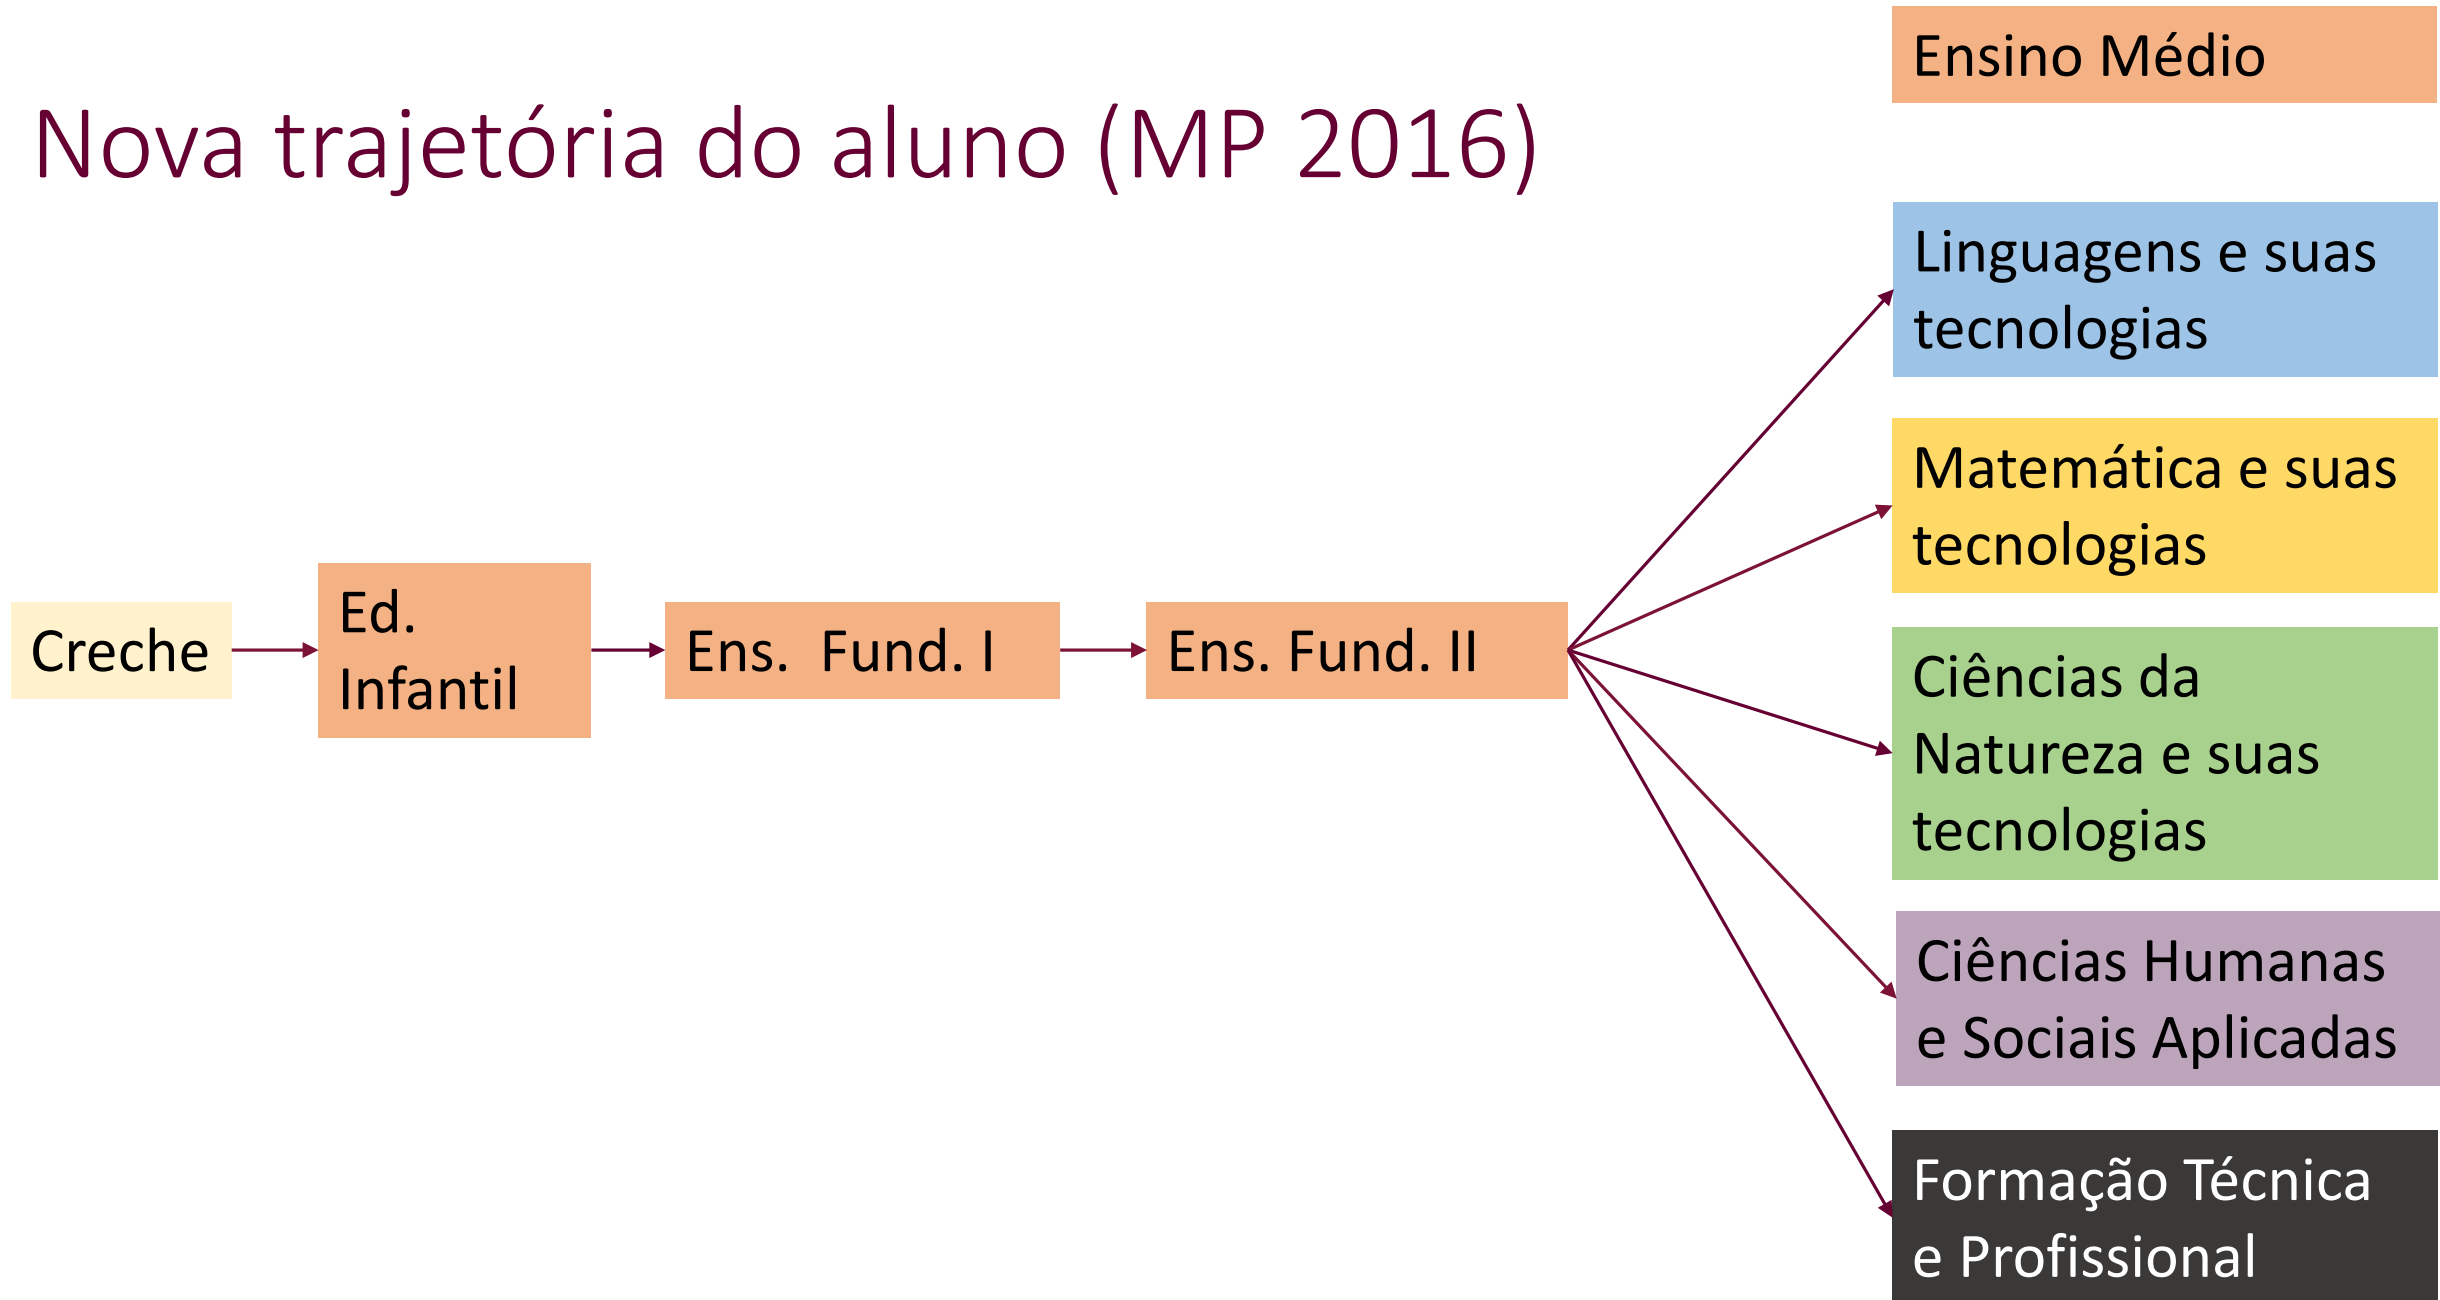 Nova trajetória do aluno (MP 2016)
Creche
Ed.
Infantil
Ens.  Fund. I
Ens. Fund. II
Ensino Médio
Linguagens e suas
tecnologias
Matemática e suas
tecnologias
Ciências da
Natureza e suas
tecnologias
Ciências Humanas
e Sociais Aplicadas
Formação Técnica
e Profissional